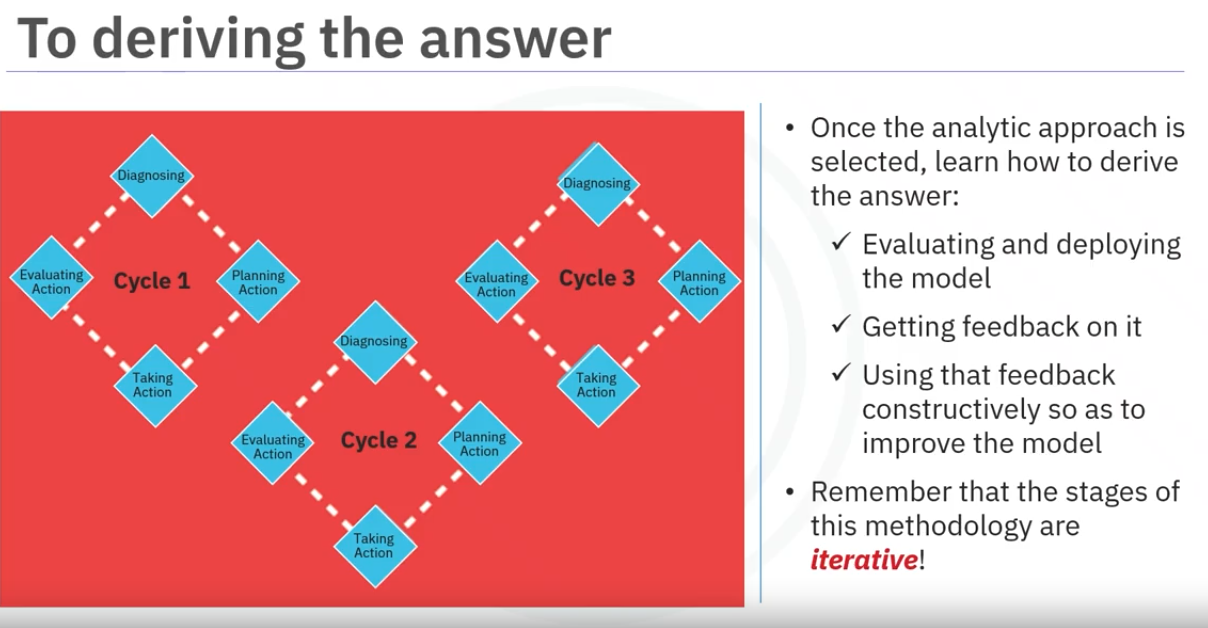 To deriving the answer
Diagnosing
Evaluating
Action
Cycle 1
Planning
Action
Taking
Action
Diagnosing
Evaluating
Action
Cycle 2
Planning
Action
Taking
Action
Diagnosing
Evaluating
Action
Cycle 3
Planning
Action
Taking
Action
• Once the analytic approach is
selected, learn how to derive
the answer:
✓ Evaluating and deploying
the model
✓ Getting feedback on it
✓ Using that feedback
constructively so as to
improve the model
• Remember that the stages of
this methodology are
iterative!